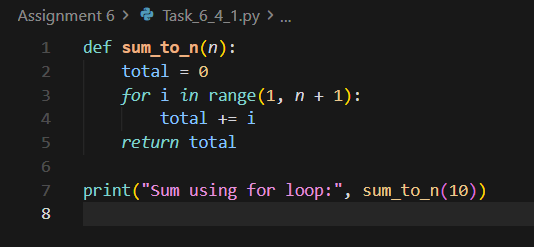 Assignment 6 > Task_6_4_1.py > ...
1 def sum_to_n(n):
2     total = 0
3     for i in range(1, n + 1):
4         total += i
5     return total
6
7 print("Sum using for loop:", sum_to_n(10))
8